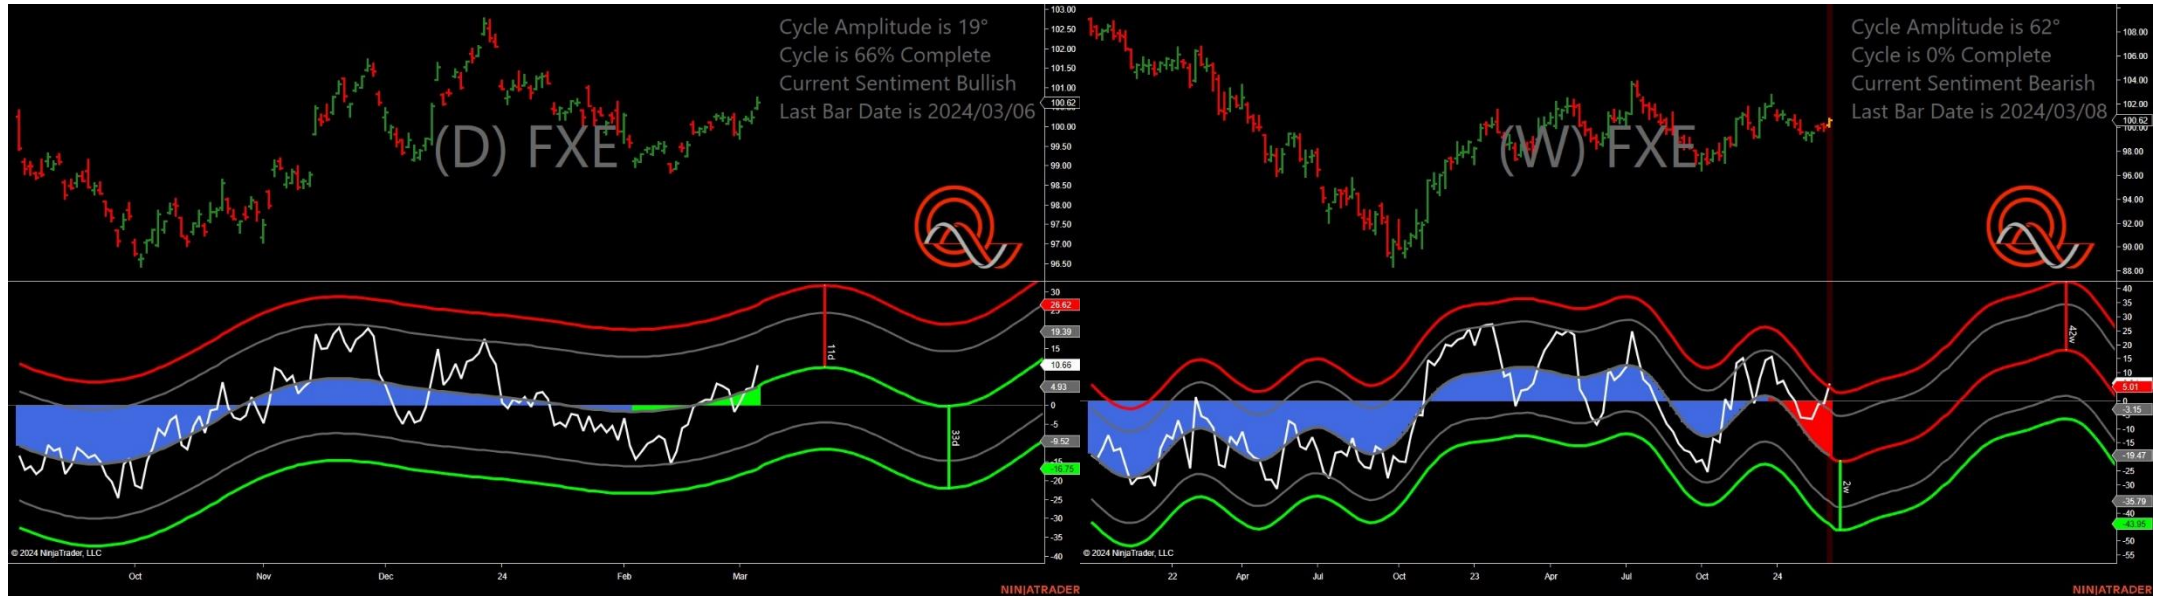 Cycle Amplitude is 19°
Cycle is 66% Complete
Current Sentiment Bullish
Last Bar Date is 2024/03/06
(D) FXE
103.00
102.50
102.00
101.50
101.00
100.62
100.00
99.50
99.00
98.50
98.00
97.50
97.00
96.50
30
26.62
19.39
15
10.66
4.93
0
-5
-9.52
-16.75
-20
-25
-30
-35
-40
11d
33d
© 2024 NinjaTrader, LLC
Oct
Nov
Dec
24
Feb
Mar
NINJATRADER
Cycle Amplitude is 62°
Cycle is 0% Complete
Current Sentiment Bearish
Last Bar Date is 2024/03/08
(W) FXE
108.00
106.00
104.00
102.00
100.62
100.00
98.00
96.00
94.00
92.00
90.00
88.00
40
35
30
25
20
15
10
5.01
0
-3.15
-10
-15
-19.47
-25
-30
-35.79
-40
-43.95
-50
-55
42w
2w
© 2024 NinjaTrader, LLC
22
Apr
Jul
Oct
23
Apr
Jul
Oct
24
NINJATRADER